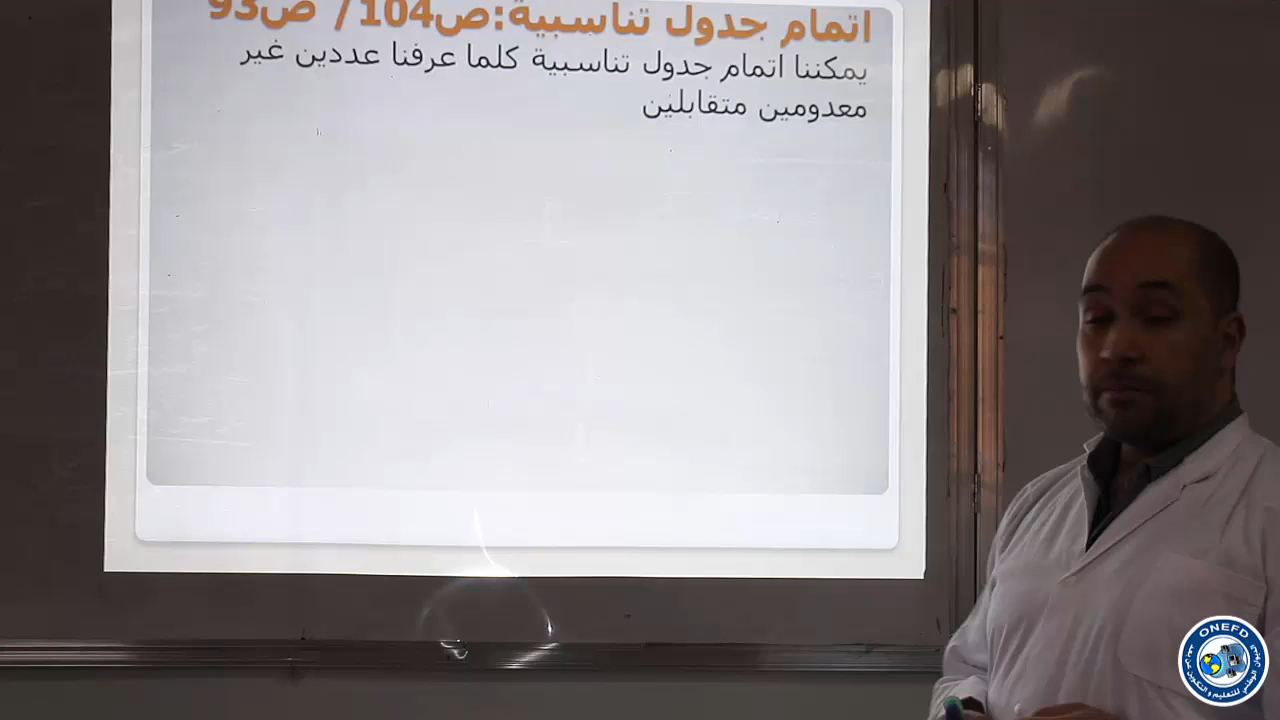 اتمام جدول تناسبية:ص104/ ص93
يمكننا اتمام جدول تناسبية كلما عرفنا عددين غير
معدومين متقابلين
ONEFD